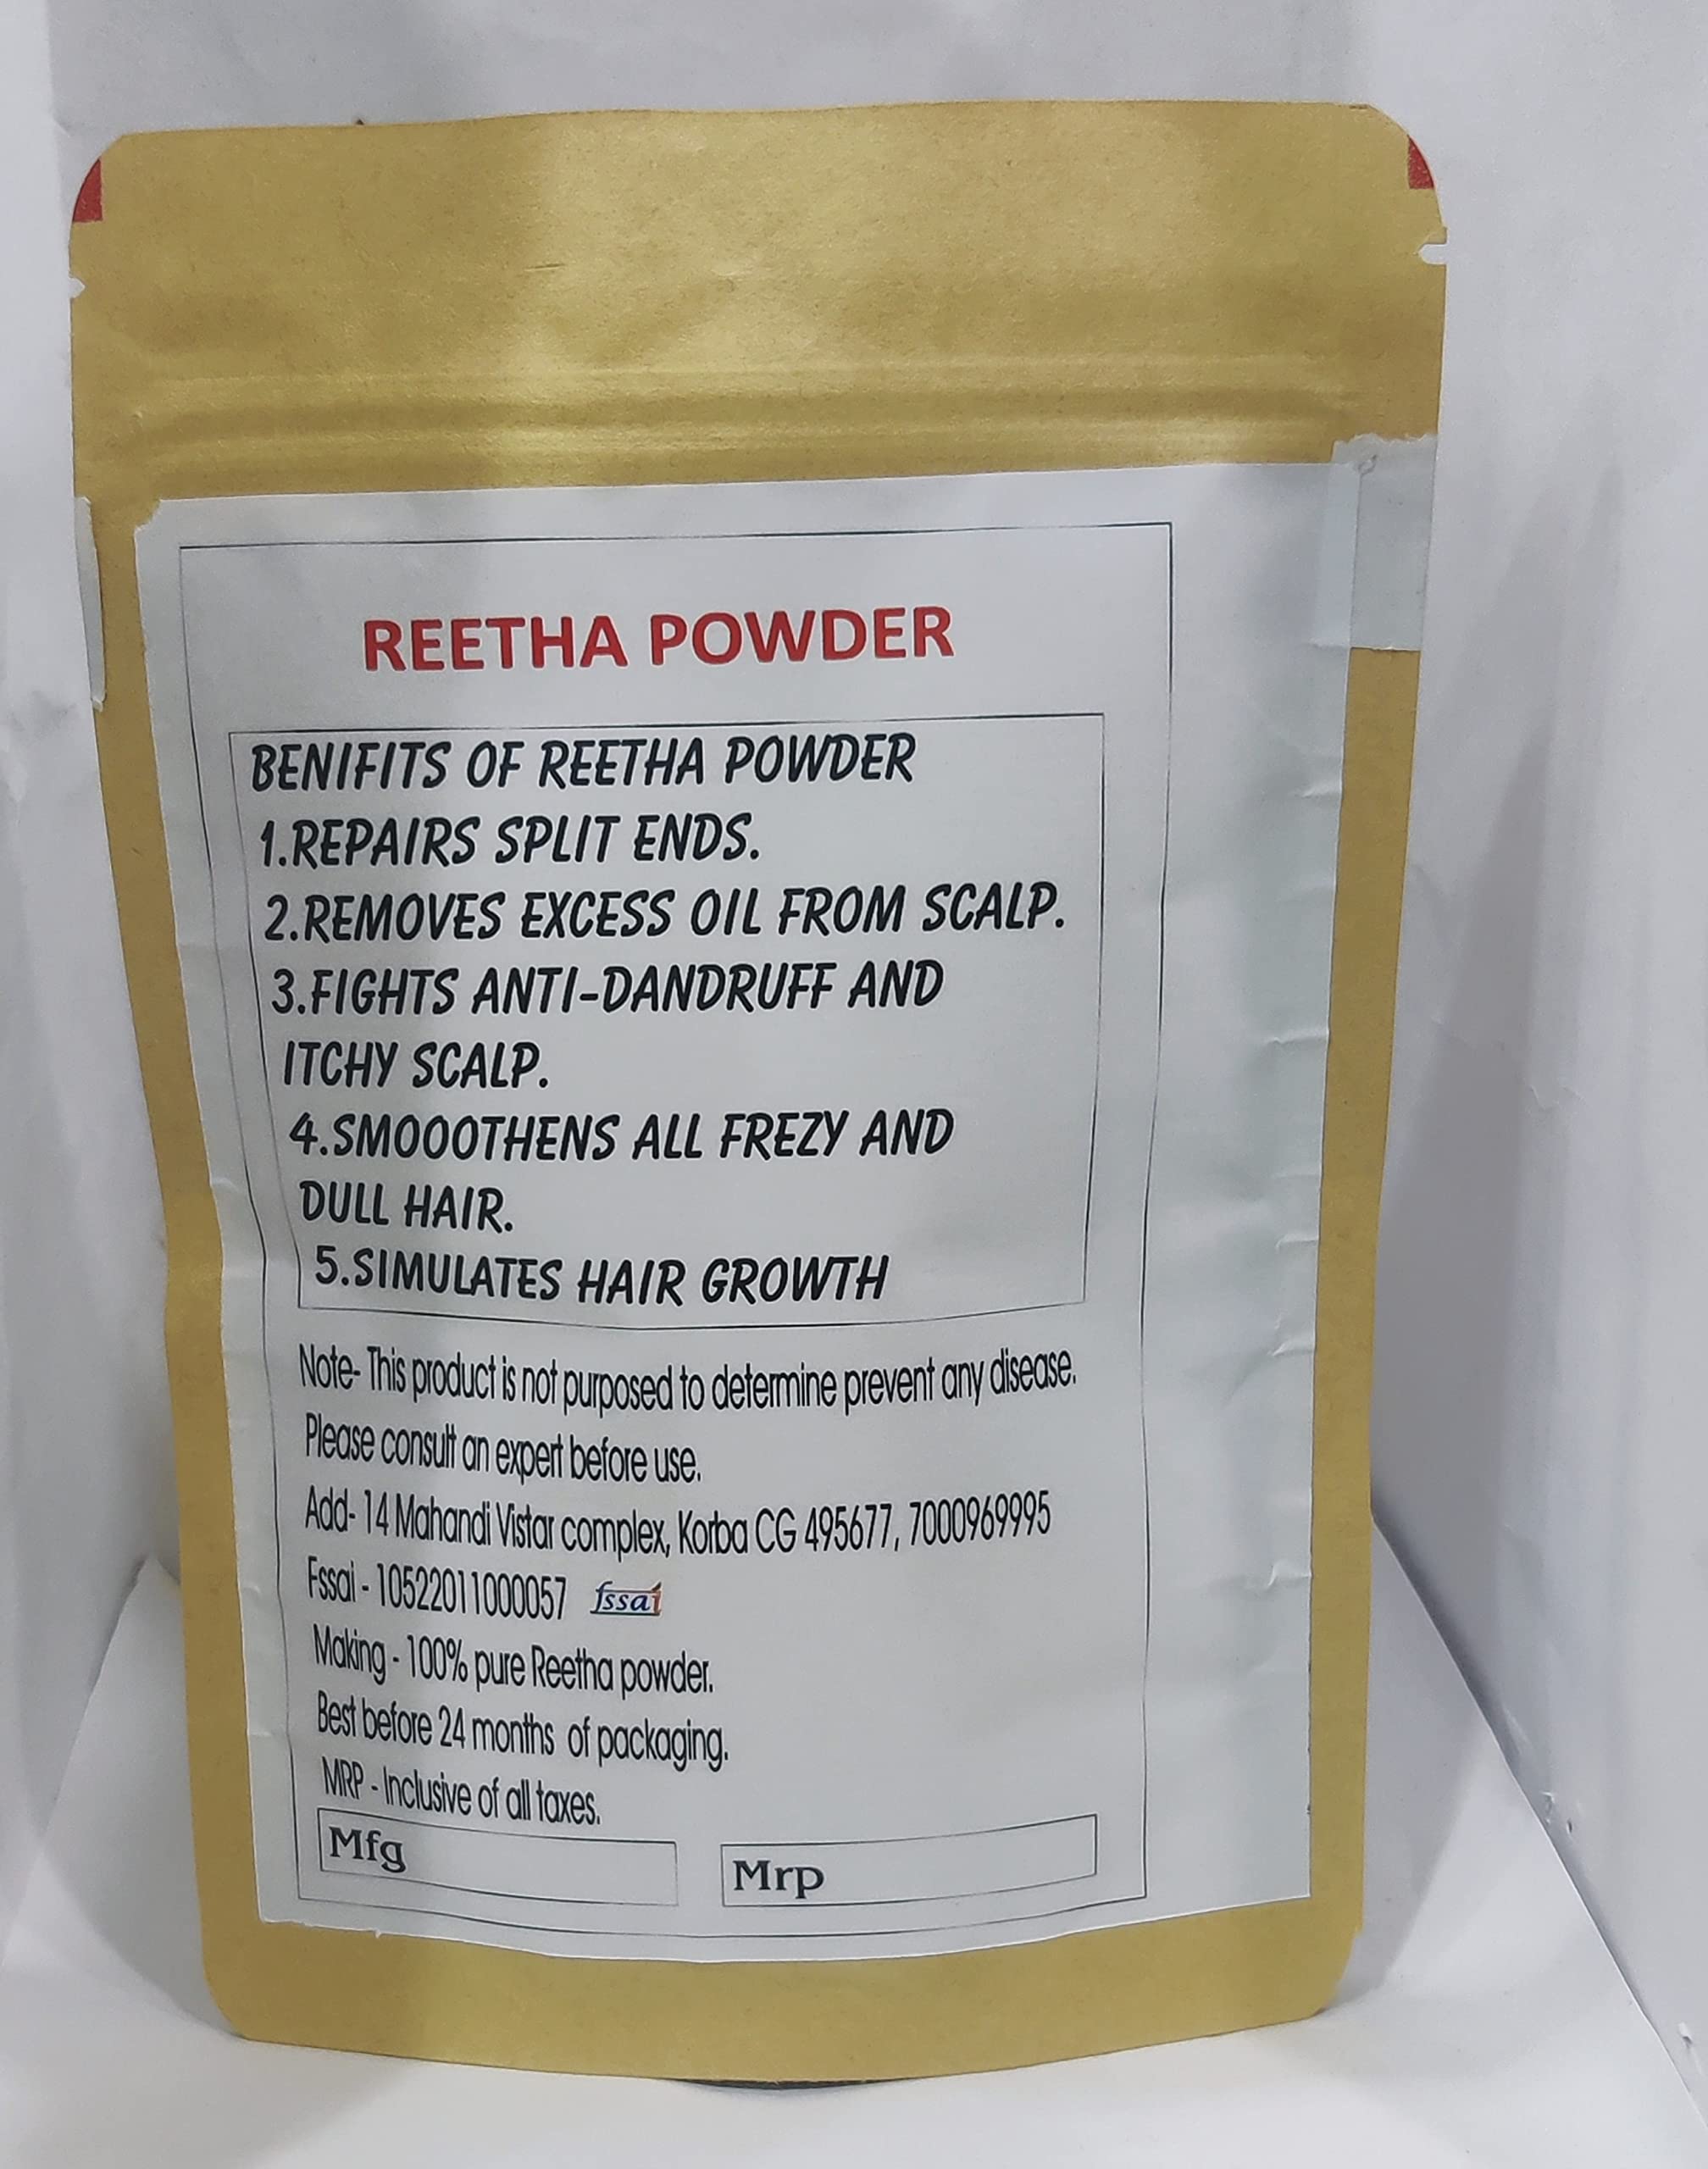 REETHA POWDER
BENIFITS OF REETHA POWDER
1.REPAIRS SPLIT ENDS.
2.REMOVES EXCESS OIL FROM SCALP.
3.FIGHTS ANTI-DANDRUFF AND
ITCHY SCALP.
4.SMOOOTHENS ALL FREZY AND
DULL HAIR.
5.SIMULATES HAIR GROWTH
Note- This product is not purposed to determine prevent any disease.
Please consult an expert before use.
Add- 14 Mahandi Vistar complex, Korba CG 495677, 7000969995
Fssai - 10522011000057 fssai
Making - 100% pure Reetha powder.
Best before 24 months of packaging.
MRP - Inclusive of all taxes.
Mfg
Mrp